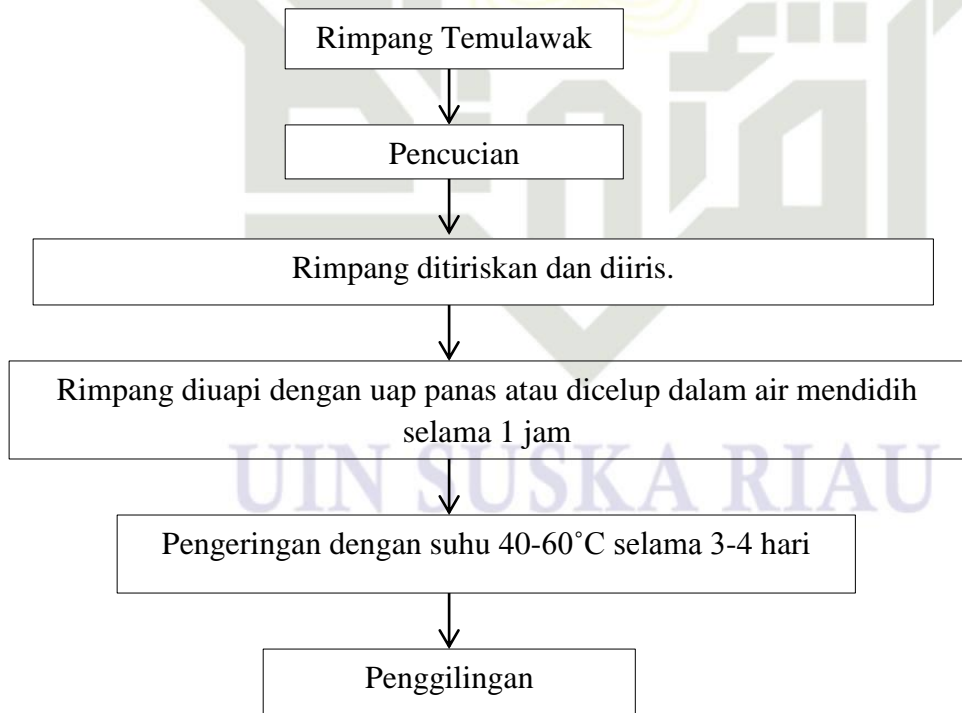 Rimpang Temulawak
Pencucian
Rimpang ditiriskan dan diiris.
Rimpang diuapi dengan uap panas atau dicelup dalam air mendidih
selama 1 jam
UIN SUSKA RIAU
Pengeringan dengan suhu 40-60˚C selama 3-4 hari
Penggilingan